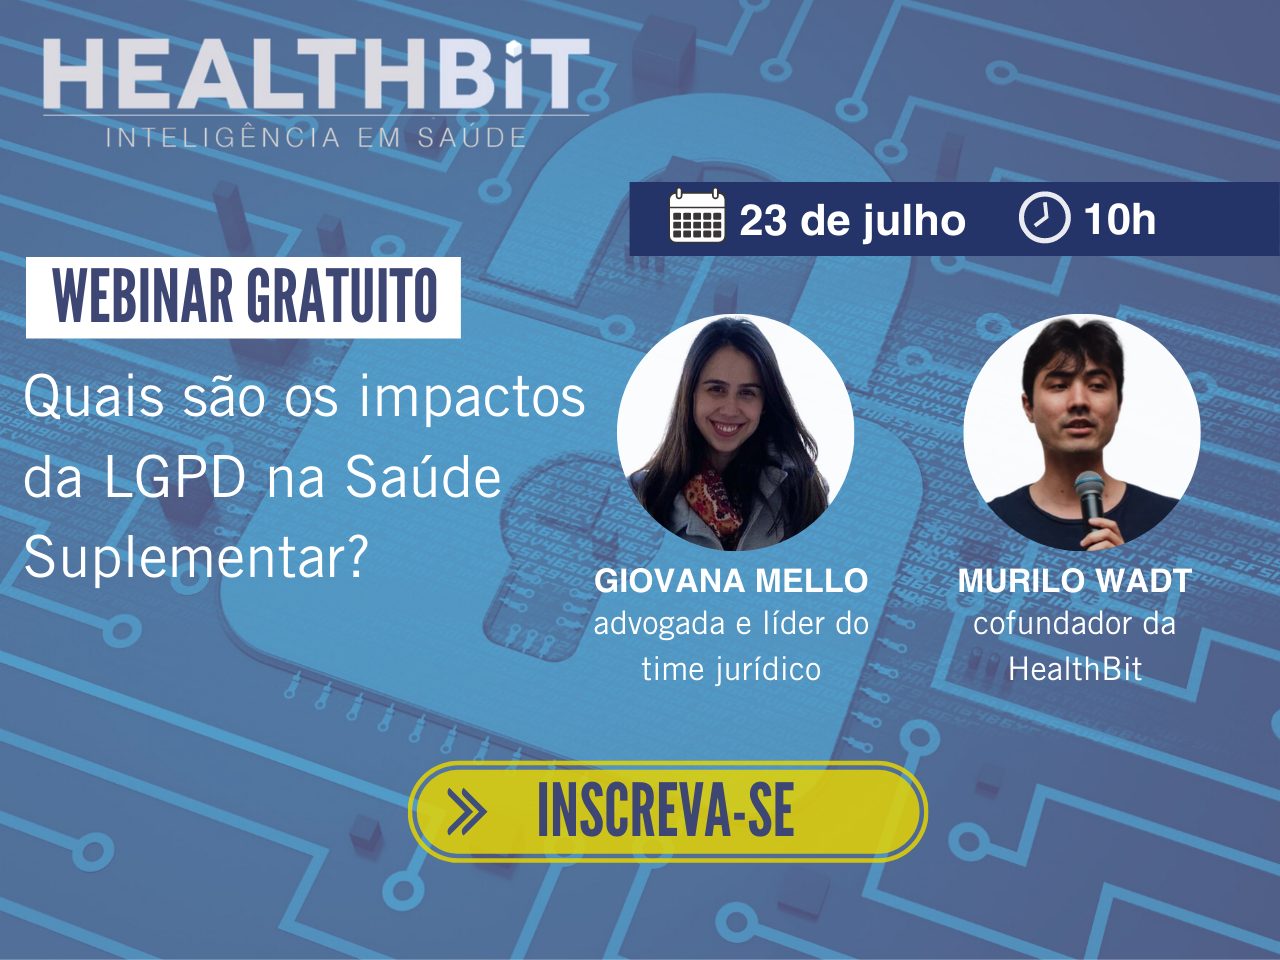 HEALTHBiT
INTELIGÊNCIA EM SAÚDE
23 de julho
10h
WEBINAR GRATUITO
Quais são os impactos
da LGPD na Saúde
Suplementar?
GIOVANA MELLO
advogada e líder do
time jurídico
MURILO WADT
cofundador da
HealthBit
INSCREVA-SE